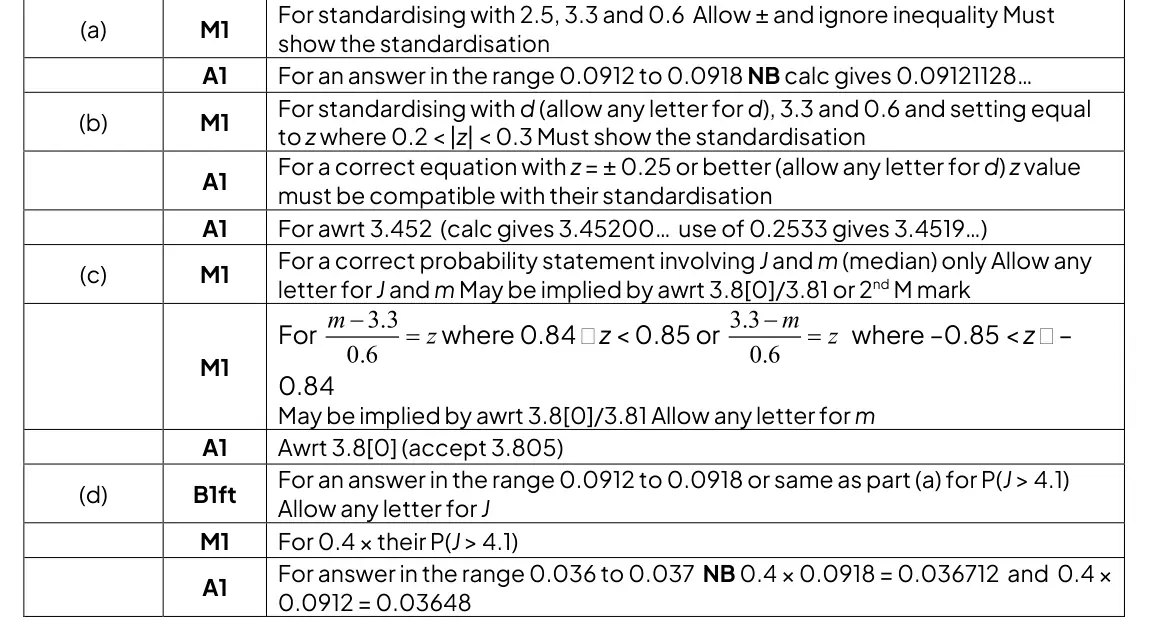 (a) M1 For standardising with 2.5, 3.3 and 0.6 Allow ± and ignore inequality Must
show the standardisation
A1 For an answer in the range 0.0912 to 0.0918 NB calc gives 0.09121128…
(b) M1 For standardising with d (allow any letter for d), 3.3 and 0.6 and setting equal
to z where 0.2 < |z| < 0.3 Must show the standardisation
A1 For a correct equation with z = ± 0.25 or better (allow any letter for d) z value
must be compatible with their standardisation
A1 For awrt 3.452 (calc gives 3.45200… use of 0.2533 gives 3.4519…)
(c) M1 For a correct probability statement involving J and m (median) only Allow any
letter for J and m May be implied by awrt 3.8[0]/3.81 or 2nd M mark
M1 For (m – 3.3)/0.6 = z where 0.84 □ z < 0.85 or (3.3 – m)/0.6 = z where –0.85 < z □ –
0.84
May be implied by awrt 3.8[0]/3.81 Allow any letter for m
A1 Awrt 3.8[0] (accept 3.805)
(d) B1ft For an answer in the range 0.0912 to 0.0918 or same as part (a) for P(J > 4.1)
Allow any letter for J
M1 For 0.4 × their P(J > 4.1)
A1 For answer in the range 0.036 to 0.037 NB 0.4 × 0.0918 = 0.036712 and 0.4 ×
0.0912 = 0.03648